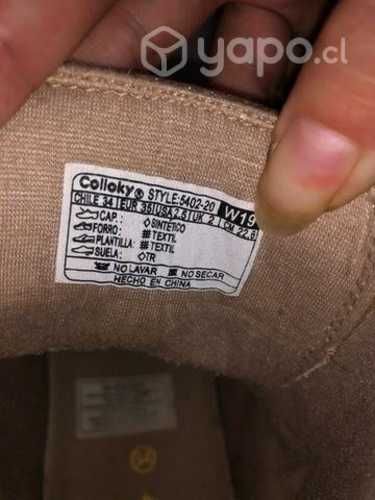 yapo.cl
Colloky® STYLE:5402-20 W19
CHILE 34 EUR 35 USA 2,5 UK 2 CM 22,6
CAP.: ◇SINTETICO
FORRO: #TEXTIL
PLANTILLA: #TEXTIL
SUELA: ◇TR
NO LAVAR NO SECAR
HECHO EN CHINA